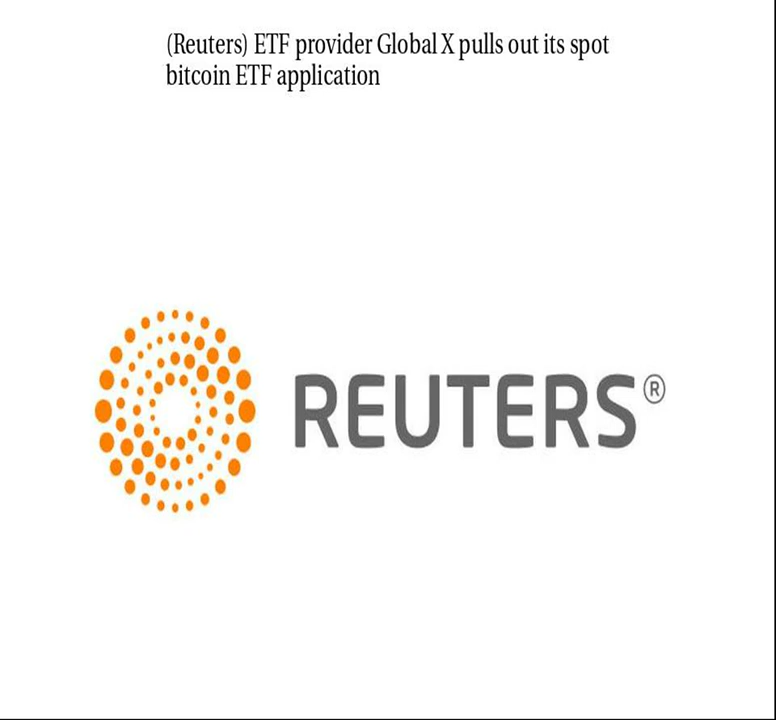 (Reuters) ETF provider Global X pulls out its spot
bitcoin ETF application
REUTERS®